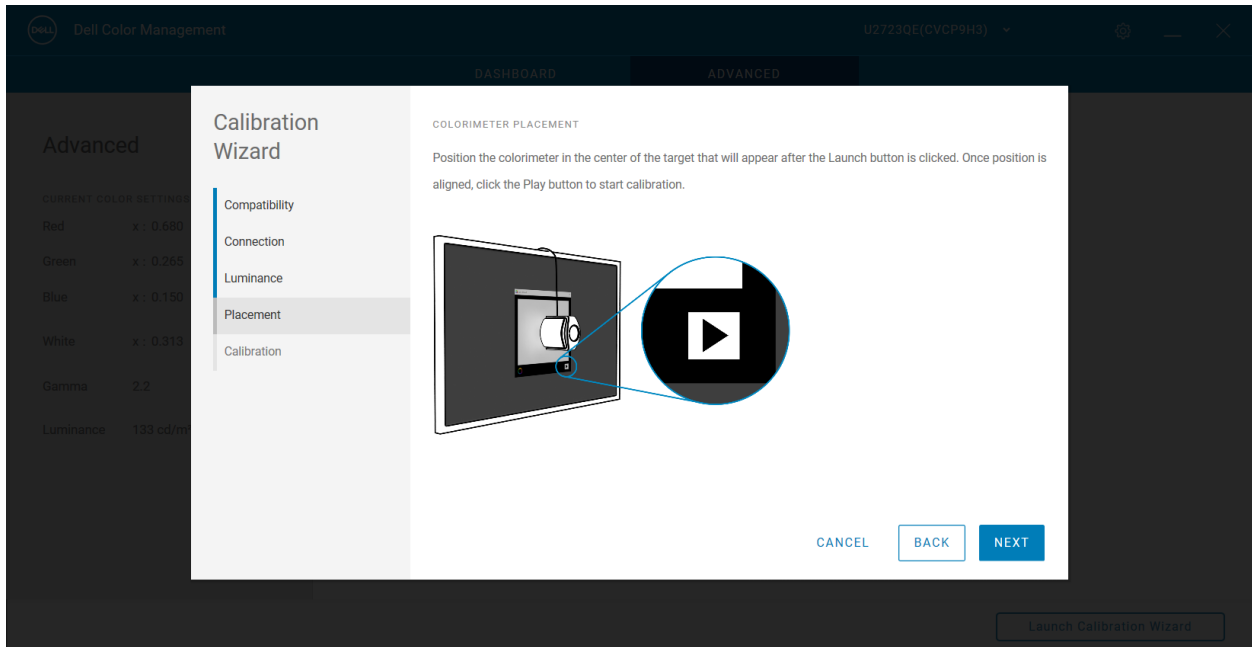 DELL
Dell Color Management
U2723QE(CVCP9H3)
DASHBOARD
ADVANCED
Advanced
CURRENT COLOR SETTINGS
Red x : 0.680
Green x : 0.265
Blue x : 0.150
White x : 0.313
Gamma 2.2
Luminance 133 cd/m²
Calibration
Wizard
Compatibility
Connection
Luminance
Placement
Calibration
COLORIMETER PLACEMENT
Position the colorimeter in the center of the target that will appear after the Launch button is clicked. Once position is
aligned, click the Play button to start calibration.
CANCEL
BACK
NEXT
Launch Calibration Wizard